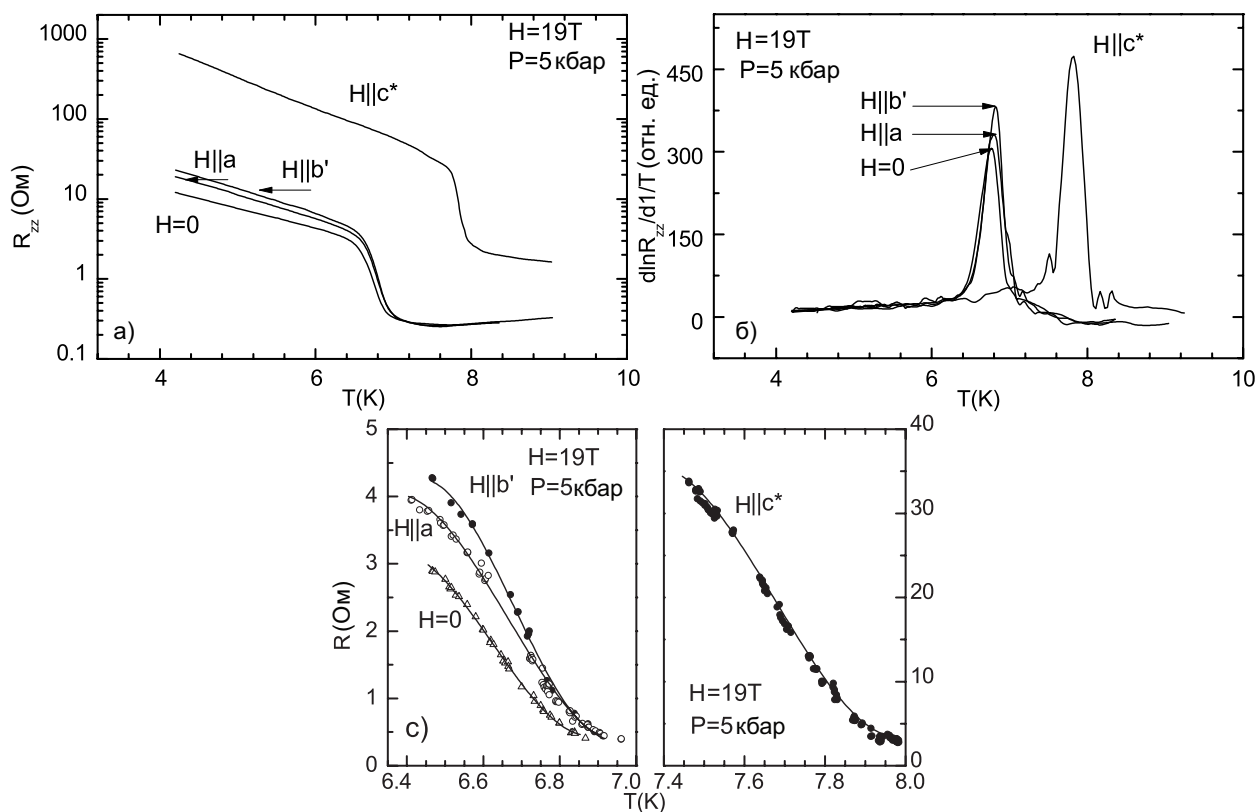 1000
100
10
1
0.1
R_zz (Ом)
H=19T
P=5кбар
H||c*
H||a
H||b'
H=0
а)
4
6
8
10
T(K)
H=19T
P=5 кбар
H||c*
H||b'
H||a
H=0
450
300
150
0
dlnR_zz/d1/T (отн. ед.)
б)
4
6
8
10
T(K)
5
4
3
2
1
0
R (Ом)
H=19T
P=5кбар
H||b'
H||a
H=0
c)
6.4
6.6
6.8
7.0
H||c*
H=19T
P=5кбар
40
30
20
10
0
7.4
7.6
7.8
8.0
T(K)